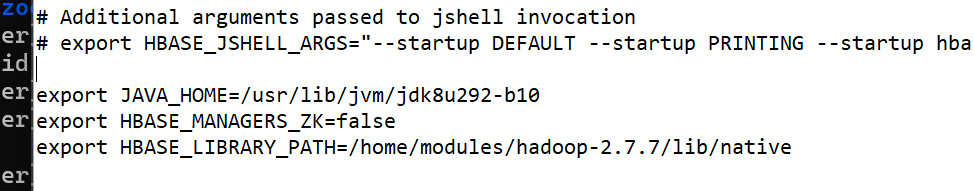 zo
# Additional arguments passed to jshell invocation
er
# export HBASE_JSHELL_ARGS="--startup DEFAULT --startup PRINTING --startup hba
id
er
export JAVA_HOME=/usr/lib/jvm/jdk8u292-b10
er
export HBASE_MANAGERS_ZK=false
export HBASE_LIBRARY_PATH=/home/modules/hadoop-2.7.7/lib/native
er